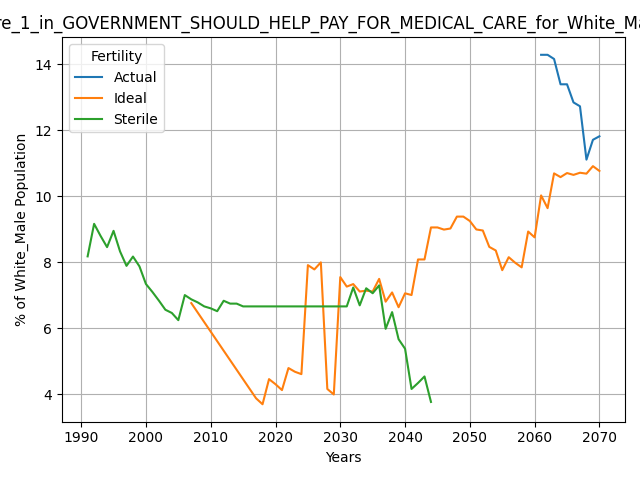 re_1_in_GOVERNMENT_SHOULD_HELP_PAY_FOR_MEDICAL_CARE_for_White_Ma
Fertility
Actual
Ideal
Sterile
% of White_Male Population
14
12
10
8
6
4
1990 2000 2010 2020 2030 2040 2050 2060 2070
Years